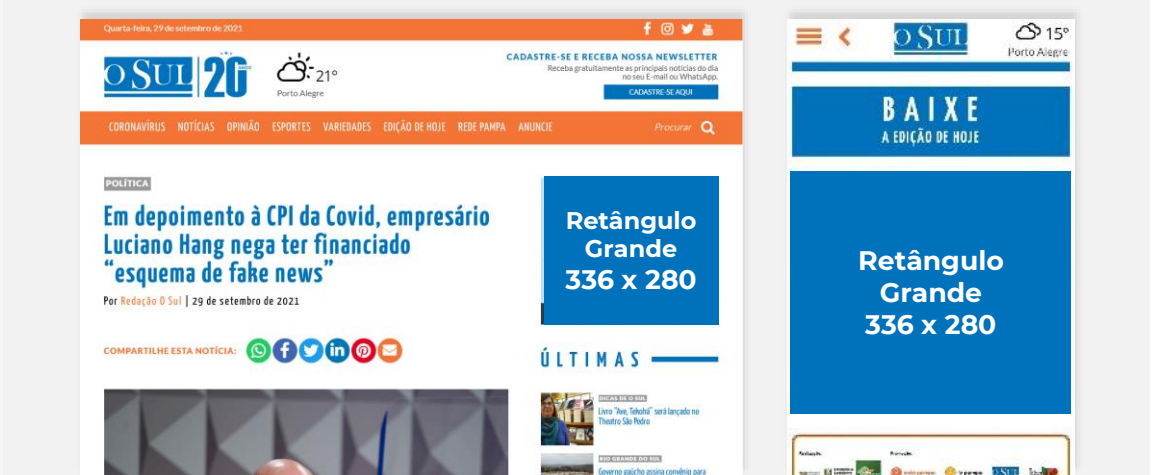 Quarta-feira, 29 de setembro de 2021
O SUL 20 ANOS
21°
Porto Alegre
CADASTRE-SE E RECEBA NOSSA NEWSLETTER
Receba gratuitamente as principais notícias do dia
no seu E-mail ou WhatsApp.
CADASTRE-SE AQUI
CORONAVÍRUS NOTÍCIAS OPINIÃO ESPORTES VARIEDADES EDIÇÃO DE HOJE REDE PAMPA ANUNCIE Procurar
POLÍTICA
Em depoimento à CPI da Covid, empresário
Luciano Hang nega ter financiado
“esquema de fake news”
Por Redação O Sul | 29 de setembro de 2021
COMPARTILHE ESTA NOTÍCIA:
Retângulo
Grande
336 x 280
ÚLTIMAS
DICAS DE O SUL
Livro "Ave, Tekohá" será lançado no
Theatro São Pedro
RIO GRANDE DO SUL
Governo gaúcho assina convênio para
O SUL
15°
Porto Alegre
BAIXE
A EDIÇÃO DE HOJE
Retângulo
Grande
336 x 280
Realização:
Promoção:
O SUL